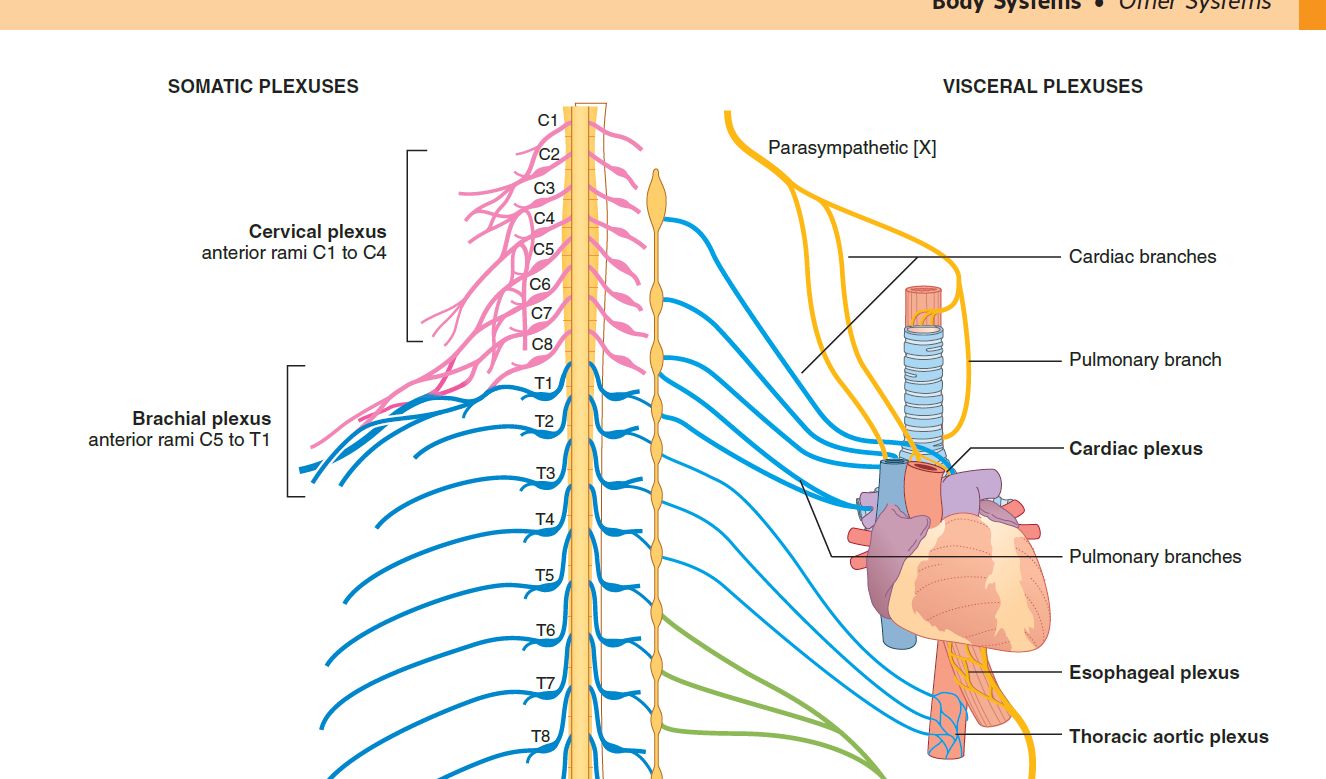 Body Systems • Other Systems
SOMATIC PLEXUSES
VISCERAL PLEXUSES
C1
Parasympathetic [X]
C2
C3
C4
Cervical plexus
anterior rami C1 to C4
C5
Cardiac branches
C6
C7
C8
Pulmonary branch
T1
Brachial plexus
anterior rami C5 to T1
T2
Cardiac plexus
T3
T4
Pulmonary branches
T5
T6
Esophageal plexus
T7
T8
Thoracic aortic plexus